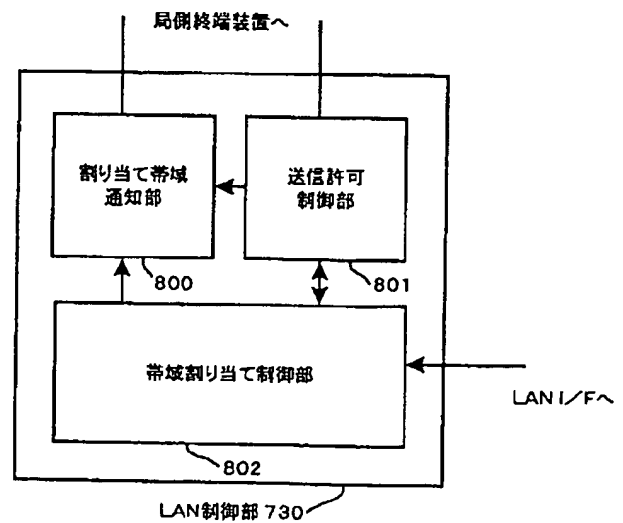 局側終端装置へ
割り当て帯域
通知部
送信許可
制御部
800
801
帯域割り当て制御部
LAN I/Fへ
802
LAN制御部 730